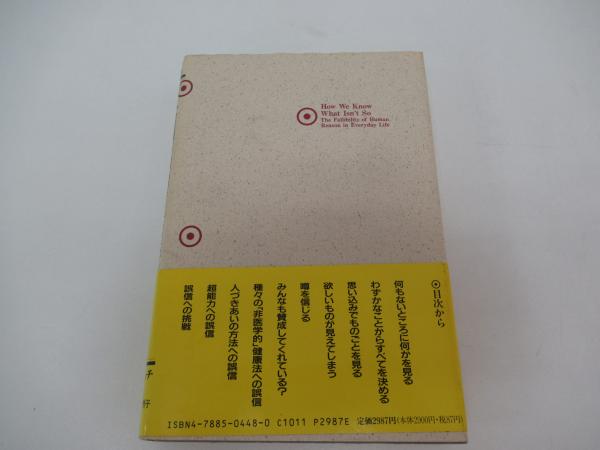 How We Know
What Isn't So
The Fallibility of Human
Reason in Everyday Life
目次から
何もないところに何かを見る
わずかなことからすべてを決める
思い込みでものごとを見る
欲しいものが見えてしまう
噂を信じる
みんなも賛成してくれている?
種々の「非医学的」健康法への誤信
人づきあいの方法への誤信
超能力への誤信
誤信への挑戦
ISBN4-7885-0448-0 C1011 P2987E 定価2987円(本体2900円・税87円)